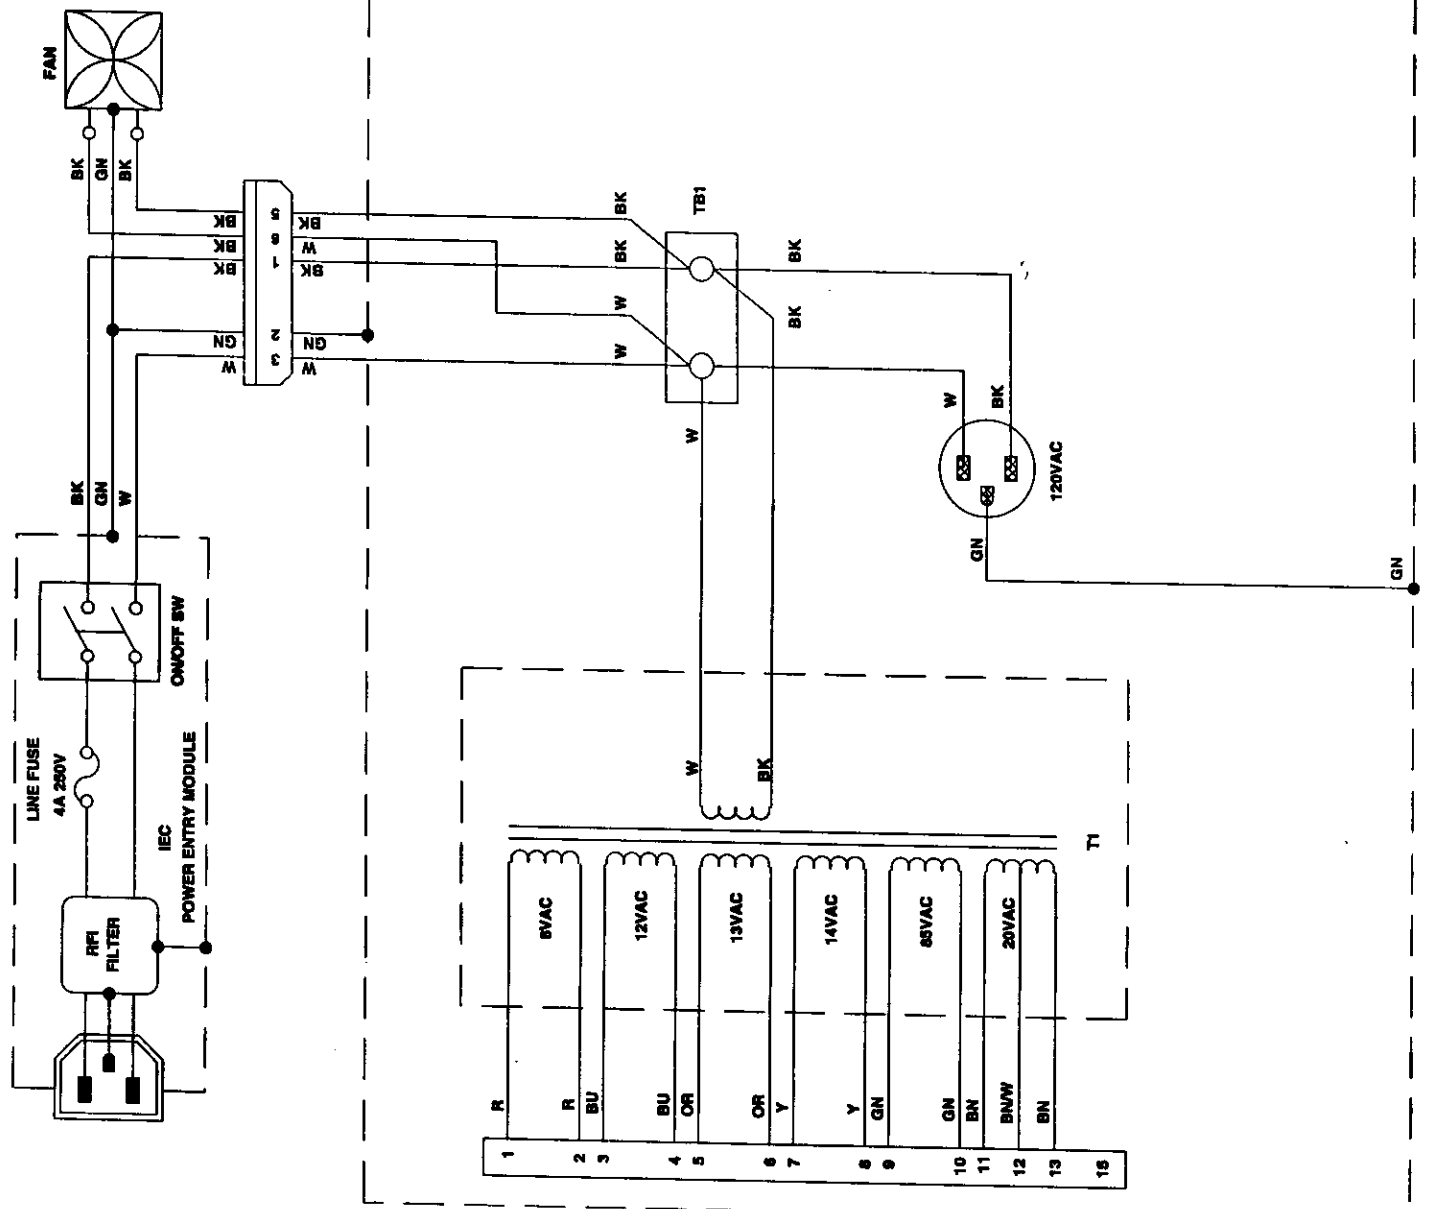 FAN
BK
GN
BK
BK
BK
BK
GN
W
5
6
1
2
3
BK
W
BK
GN
W
BK
BK
W
W
TB1
BK
BK
W
BK
GN
W
W
BK
120VAC
GN
GN
ON/OFF SW
LINE FUSE
4A 250V
IEC
POWER ENTRY MODULE
RFI
FILTER
W
BK
T1
8VAC
12VAC
13VAC
14VAC
85VAC
20VAC
R
R
BU
BU
OR
OR
Y
Y
GN
GN
BN
BN/W
BN
1
2
3
4
5
6
7
8
9
10
11
12
13
15